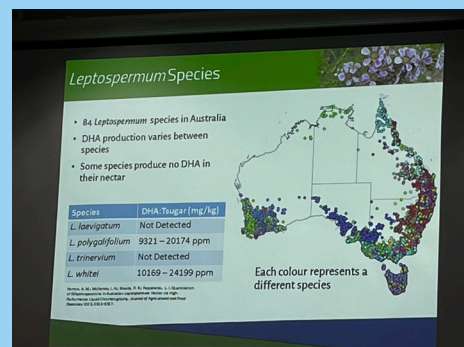 Leptospermum Species
• 84 Leptospermum species in Australia
• DHA production varies between
species
• Some species produce no DHA in
their nectar
Species DHA:Tsugar (mg/kg)
L. laevigatum Not Detected
L. polygalifolium 9321 – 20174 ppm
L. trinervium Not Detected
L. whitei 10169 – 24199 ppm
Each colour represents a
different species